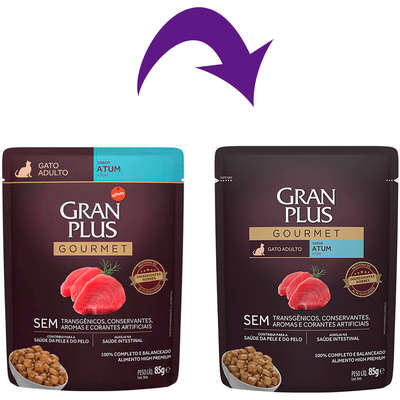 GATO
ADULTO
SABOR
ATUM
GRAN
PLUS
GOURMET
SEM TRANSGÊNICOS, CONSERVANTES,
AROMAS E CORANTES ARTIFICIAIS
CONTRIBUI PARA A
SAÚDE DA PELE E DO PELO
AUXILIA NA
SAÚDE INTESTINAL
100% COMPLETO E BALANCEADO
ALIMENTO HIGH PREMIUM
PESO LÍQ. 85g
GRAN
PLUS
GOURMET
GATO ADULTO
SABOR
ATUM
INGREDIENTES
NOBRES
SEM TRANSGÊNICOS, CONSERVANTES,
AROMAS E CORANTES ARTIFICIAIS
CONTRIBUI PARA A
SAÚDE DA PELE E DO PELO
AUXILIA NA
SAÚDE INTESTINAL
100% COMPLETO E BALANCEADO
ALIMENTO HIGH PREMIUM
PESO LÍQ. 85g